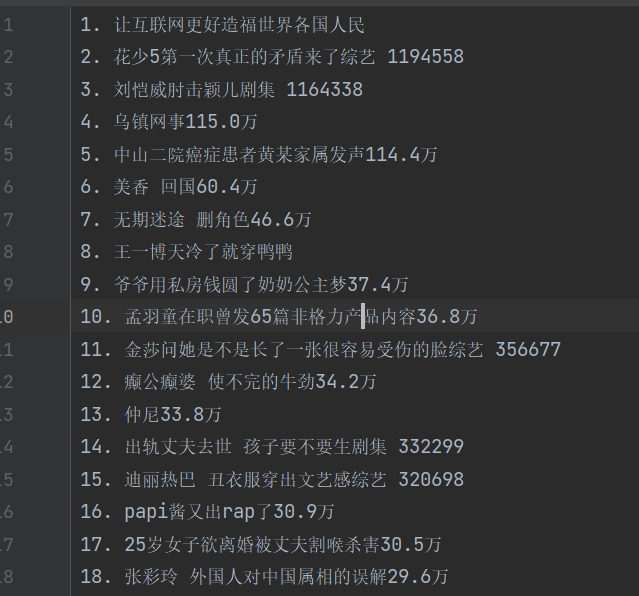 1 1. 让互联网更好造福世界各国人民
2 2. 花少5第一次真正的矛盾来了综艺 1194558
3 3. 刘恺威肘击颖儿剧集 1164338
4 4. 乌镇网事115.0万
5 5. 中山二院癌症患者黄某家属发声114.4万
6 6. 美香 回国60.4万
7 7. 无期迷途 删角色46.6万
8 8. 王一博天冷了就穿鸭鸭
9 9. 爷爷用私房钱圆了奶奶公主梦37.4万
10 10. 孟羽童在职曾发65篇非格力产品内容36.8万
11 11. 金莎问她是不是长了一张很容易受伤的脸综艺 356677
12 12. 癫公癫婆 使不完的牛劲34.2万
13 13. 仲尼33.8万
14 14. 出轨丈夫去世 孩子要不要生剧集 332299
15 15. 迪丽热巴 丑衣服穿出文艺感综艺 320698
16 16. papi酱又出rap了30.9万
17 17. 25岁女子欲离婚被丈夫割喉杀害30.5万
18 18. 张彩玲 外国人对中国属相的误解29.6万